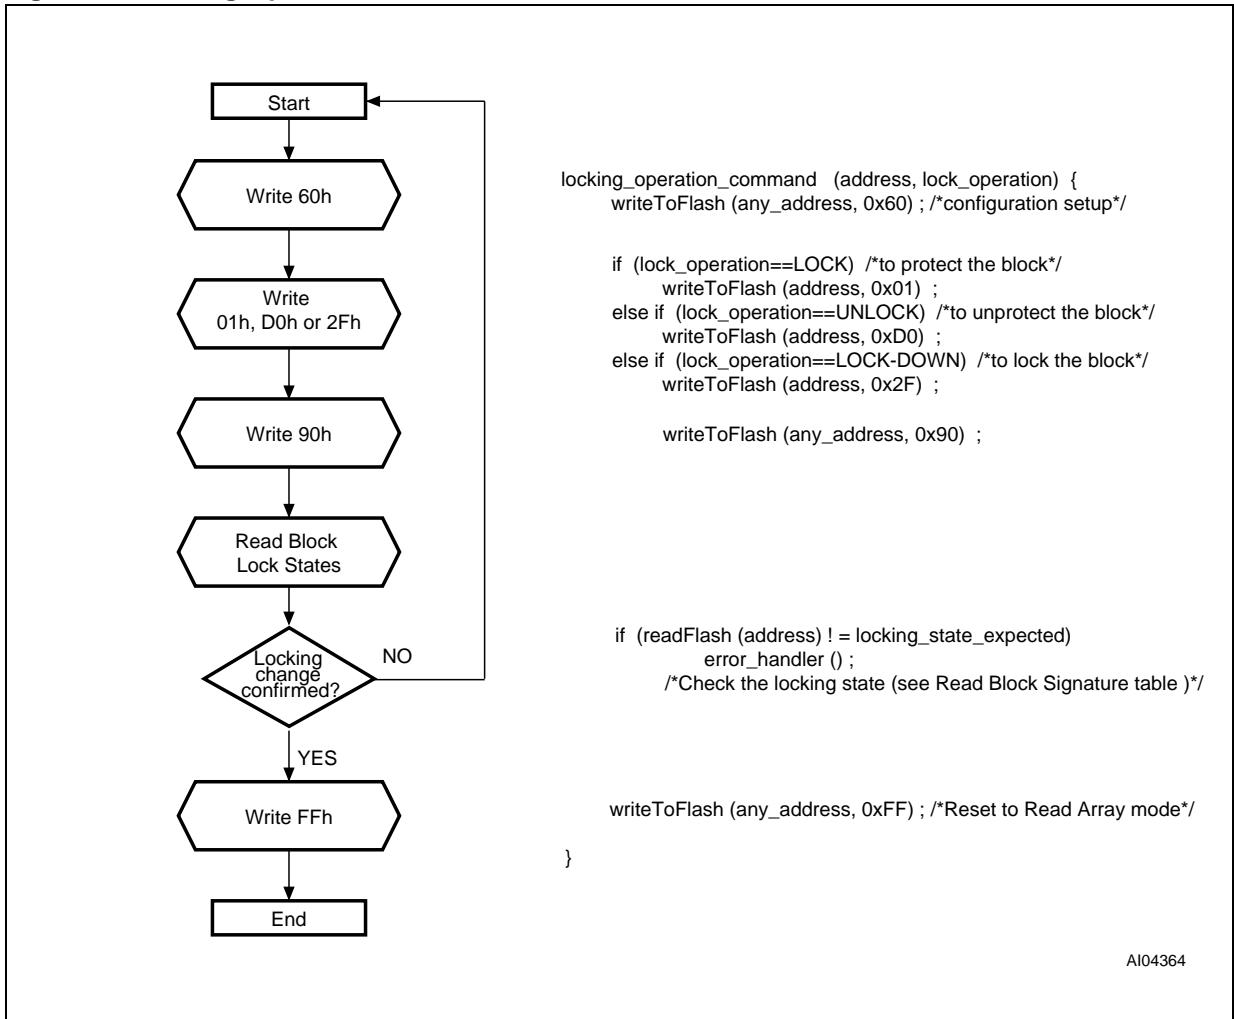 Start
Write 60h
Write
01h, D0h or 2Fh
Write 90h
Read Block
Lock States
Locking
change
confirmed?
NO
YES
Write FFh
End
locking_operation_command (address, lock_operation) {
writeToFlash (any_address, 0x60) ; /*configuration setup*/
if (lock_operation==LOCK) /*to protect the block*/
writeToFlash (address, 0x01) ;
else if (lock_operation==UNLOCK) /*to unprotect the block*/
writeToFlash (address, 0xD0) ;
else if (lock_operation==LOCK-DOWN) /*to lock the block*/
writeToFlash (address, 0x2F) ;
writeToFlash (any_address, 0x90) ;
if (readFlash (address) ! = locking_state_expected)
error_handler () ;
/*Check the locking state (see Read Block Signature table )*/
writeToFlash (any_address, 0xFF) ; /*Reset to Read Array mode*/
}
AI04364